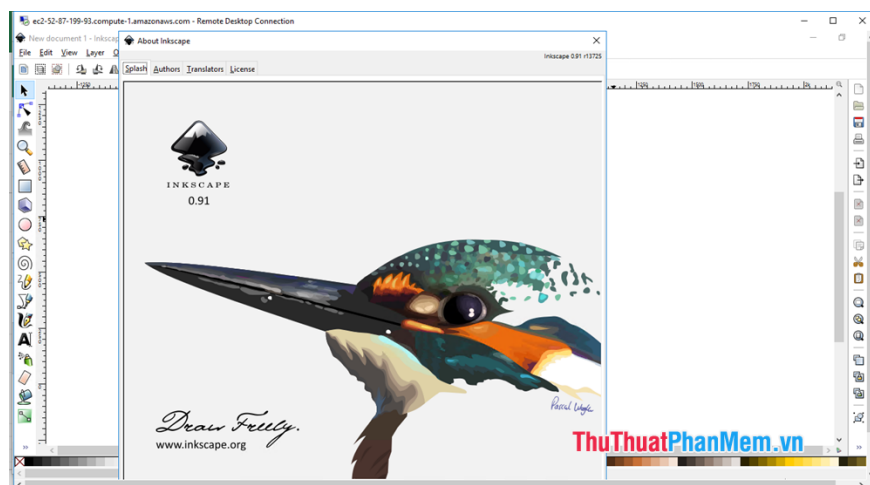 ec2-52-87-199-93.compute-1.amazonaws.com - Remote Desktop Connection
New document 1 - Inkscap
About Inkscape
File Edit View Layer O
Inkscape 0.91 r13725
Splash Authors Translators License
INKSCAPE
0.91
Draw Freely.
www.inkscape.org
ThuThuatPhanMem.vn